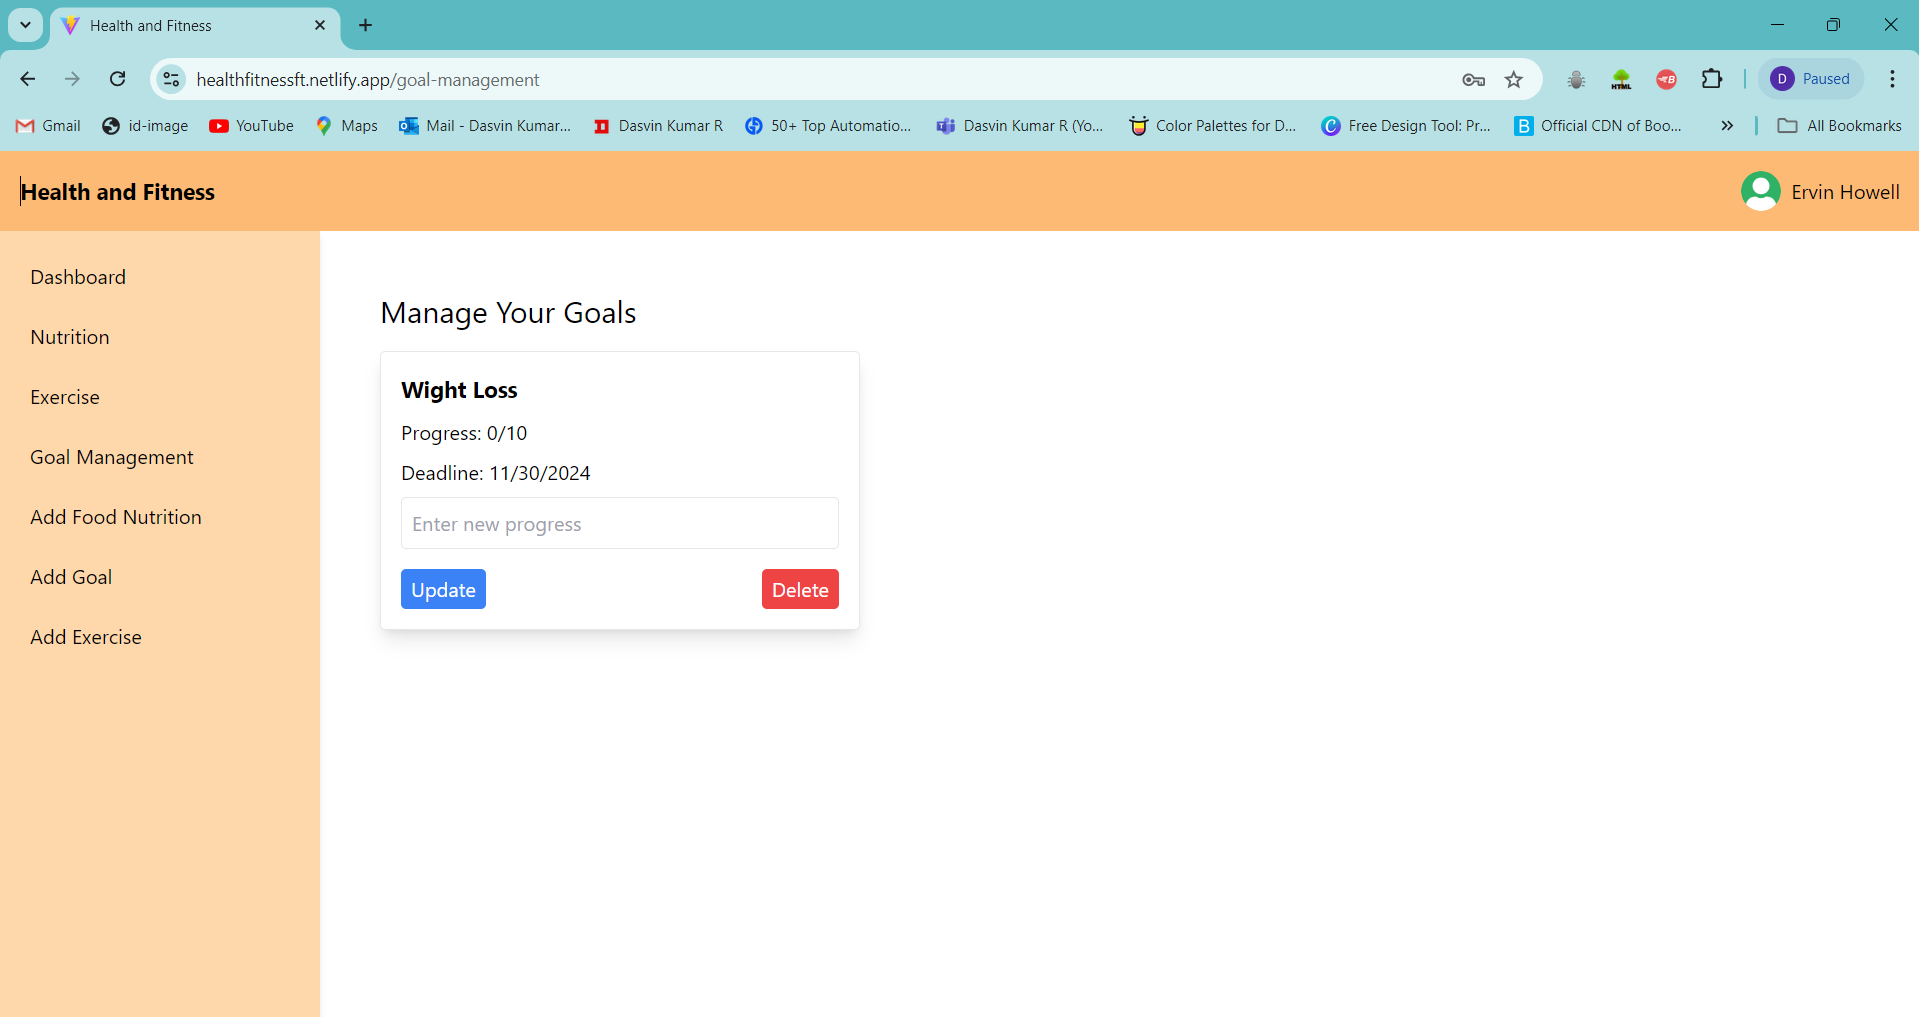 Health and Fitness
healthfitnessft.netlify.app/goal-management
D Paused
Gmail id-image YouTube Maps Mail - Dasvin Kumar... Dasvin Kumar R 50+ Top Automatio... Dasvin Kumar R (Yo... Color Palettes for D... Free Design Tool: Pr... Official CDN of Boo... » All Bookmarks
Health and Fitness
Ervin Howell
Dashboard
Nutrition
Exercise
Goal Management
Add Food Nutrition
Add Goal
Add Exercise
Manage Your Goals
Wight Loss
Progress: 0/10
Deadline: 11/30/2024
Enter new progress
Update Delete